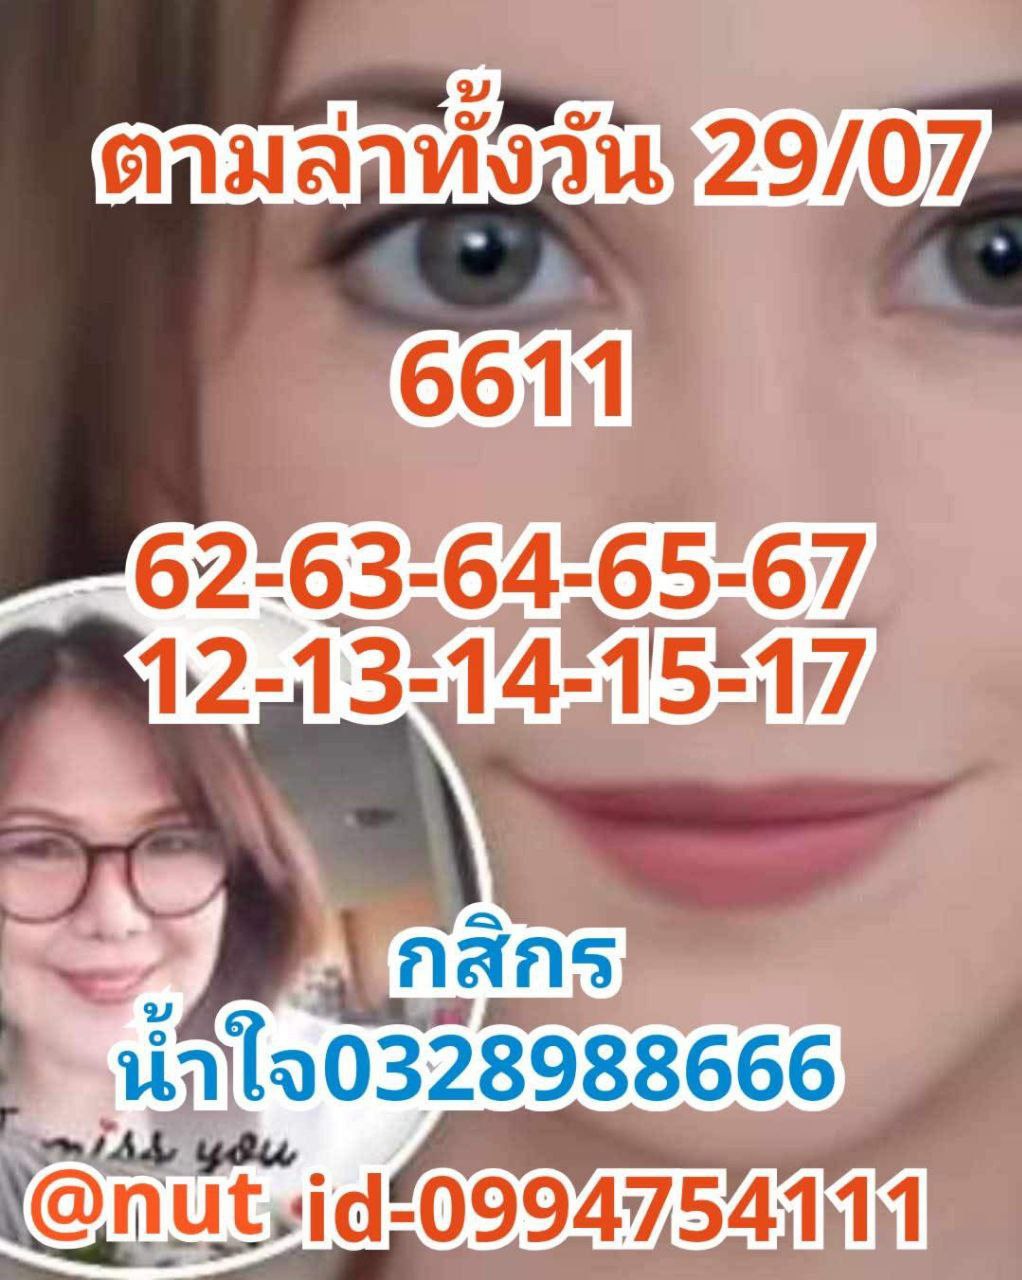 ตามล่าทั้งวัน 29/07
6611
62-63-64-65-67
12-13-14-15-17
กสิกร
น้ำใจ0328988666
miss you
@nut id-0994754111